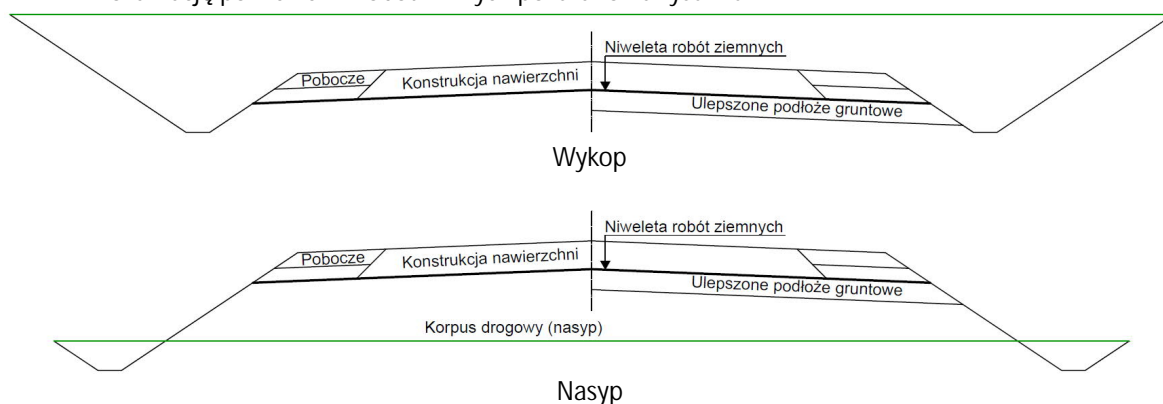 Niweleta robót ziemnych
Pobocze
Konstrukcja nawierzchni
Ulepszone podłoże gruntowe
Wykop
Niweleta robót ziemnych
Pobocze
Konstrukcja nawierzchni
Ulepszone podłoże gruntowe
Korpus drogowy (nasyp)
Nasyp